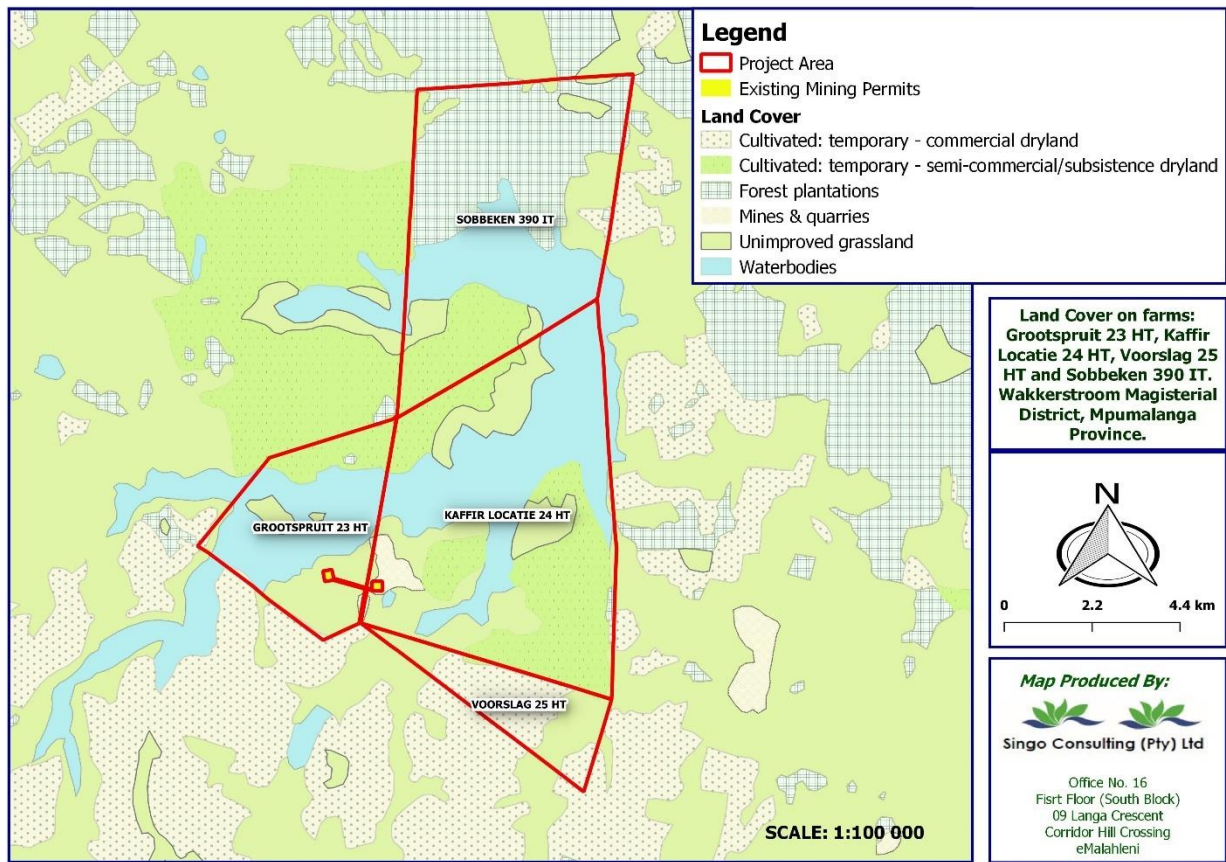 Legend
Project Area
Existing Mining Permits
Land Cover
Cultivated: temporary - commercial dryland
Cultivated: temporary - semi-commercial/subsistence dryland
Forest plantations
Mines & quarries
Unimproved grassland
Waterbodies
SOBBEKEN 390 IT
KAFFIR LOCATIE 24 HT
GROOTSPRUIT 23 HT
VOORSLAG 25 HT
SCALE: 1:100 000
Land Cover on farms:
Grootspruit 23 HT, Kaffir
Locatie 24 HT, Voorslag 25
HT and Sobbeken 390 IT.
Wakkerstroom Magisterial
District, Mpumalanga
Province.
N
0 2.2 4.4 km
Map Produced By:
Singo Consulting (Pty) Ltd
Office No. 16
Fisrt Floor (South Block)
09 Langa Crescent
Corridor Hill Crossing
eMalahleni